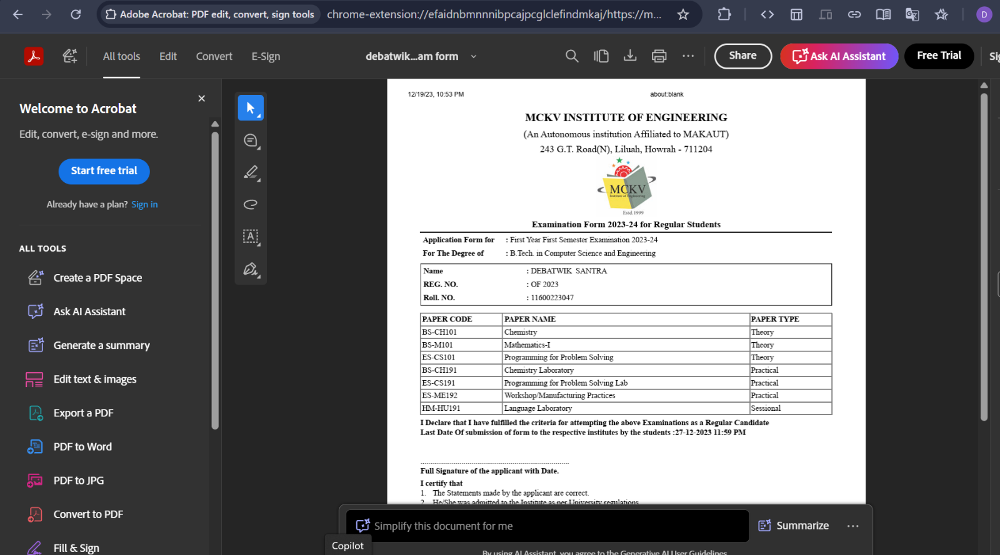 Adobe Acrobat: PDF edit, convert, sign tools chrome-extension://efaidnbmnnnibpcajpcglclefindmkaj/https://m... D
All tools Edit Convert E-Sign debatwik...am form Share Ask AI Assistant Free Trial
Welcome to Acrobat
Edit, convert, e-sign and more.
Start free trial
Already have a plan? Sign in
ALL TOOLS
Create a PDF Space
Ask AI Assistant
Generate a summary
Edit text & images
Export a PDF
PDF to Word
PDF to JPG
Convert to PDF
Fill & Sign
12/19/23, 10:53 PM about:blank
MCKV INSTITUTE OF ENGINEERING
(An Autonomous institution Affiliated to MAKAUT)
243 G.T. Road(N), Liluah, Howrah - 711204
MCKV
Institute of Engineering
Estd.1999
Examination Form 2023-24 for Regular Students
Application Form for : First Year First Semester Examination 2023-24
For The Degree of : B.Tech. in Computer Science and Engineering
Name : DEBATWIK SANTRA
REG. NO. : OF 2023
Roll. NO. : 11600223047
PAPER CODE PAPER NAME PAPER TYPE
BS-CH101 Chemistry Theory
BS-M101 Mathematics-I Theory
ES-CS101 Programming for Problem Solving Theory
BS-CH191 Chemistry Laboratory Practical
ES-CS191 Programming for Problem Solving Lab Practical
ES-ME192 Workshop/Manufacturing Practices Practical
HM-HU191 Language Laboratory Sessional
I Declare that I have fulfilled the criteria for attempting the above Examinations as a Regular Candidate
Last Date Of submission of form to the respective institutes by the students :27-12-2023 11:59 PM
Full Signature of the applicant with Date.
I certify that
1. The Statements made by the applicant are correct.
2. He/She was admitted to the Institute as per University regulations
Simplify this document for me
Summarize
Copilot
By using AI Assistant, you agree to the Generative AI User Guidelines